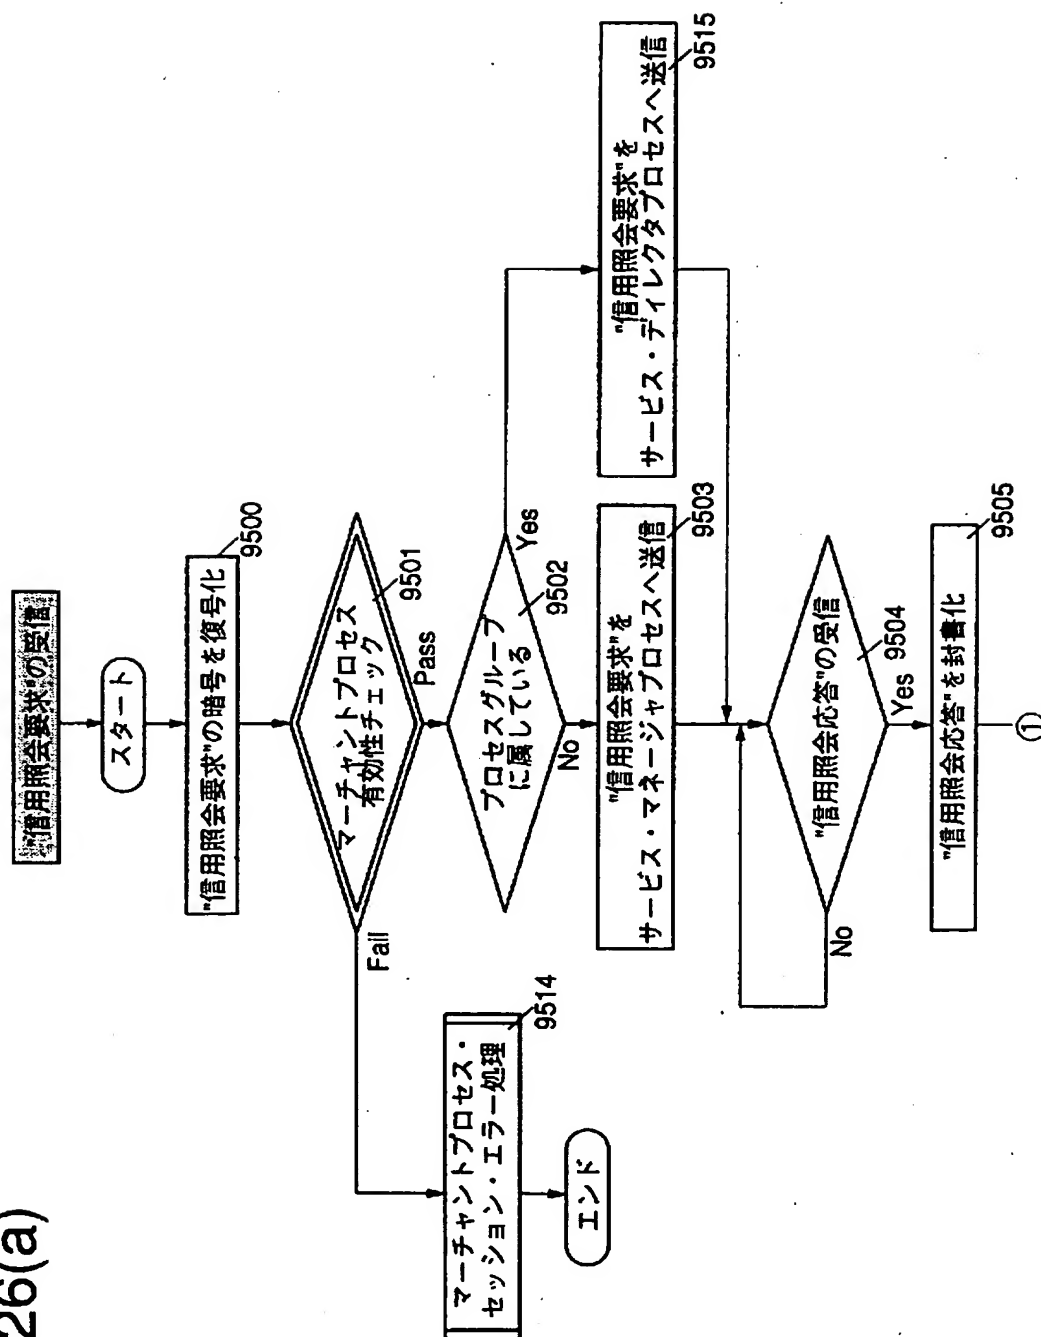 26(a)
"信用照会要求"の受信
スタート
"信用照会要求"の暗号を復号化
9500
マーチャントプロセス
有効性チェック
9501
Fail
Pass
マーチャントプロセス・
セッション・エラー処理
9514
エンド
プロセスグループ
に属している
9502
Yes
No
"信用照会要求"を
サービス・マネージャプロセスへ送信
9503
"信用照会要求"を
サービス・ディレクタプロセスへ送信
9515
"信用照会応答"の受信
9504
No
Yes
"信用照会応答"を封書化
9505
①